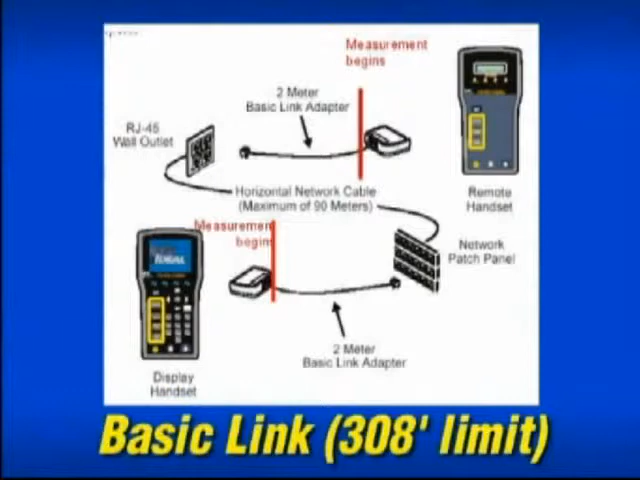 Measurement
begins
2 Meter
Basic Link Adapter
RJ-45
Wall Outlet
Horizontal Network Cable
(Maximum of 90 Meters)
Remote
Handset
Measuremen
begin
Network
Patch Panel
2 Meter
Basic Link Adapter
Display
Handset
Basic Link (308' limit)